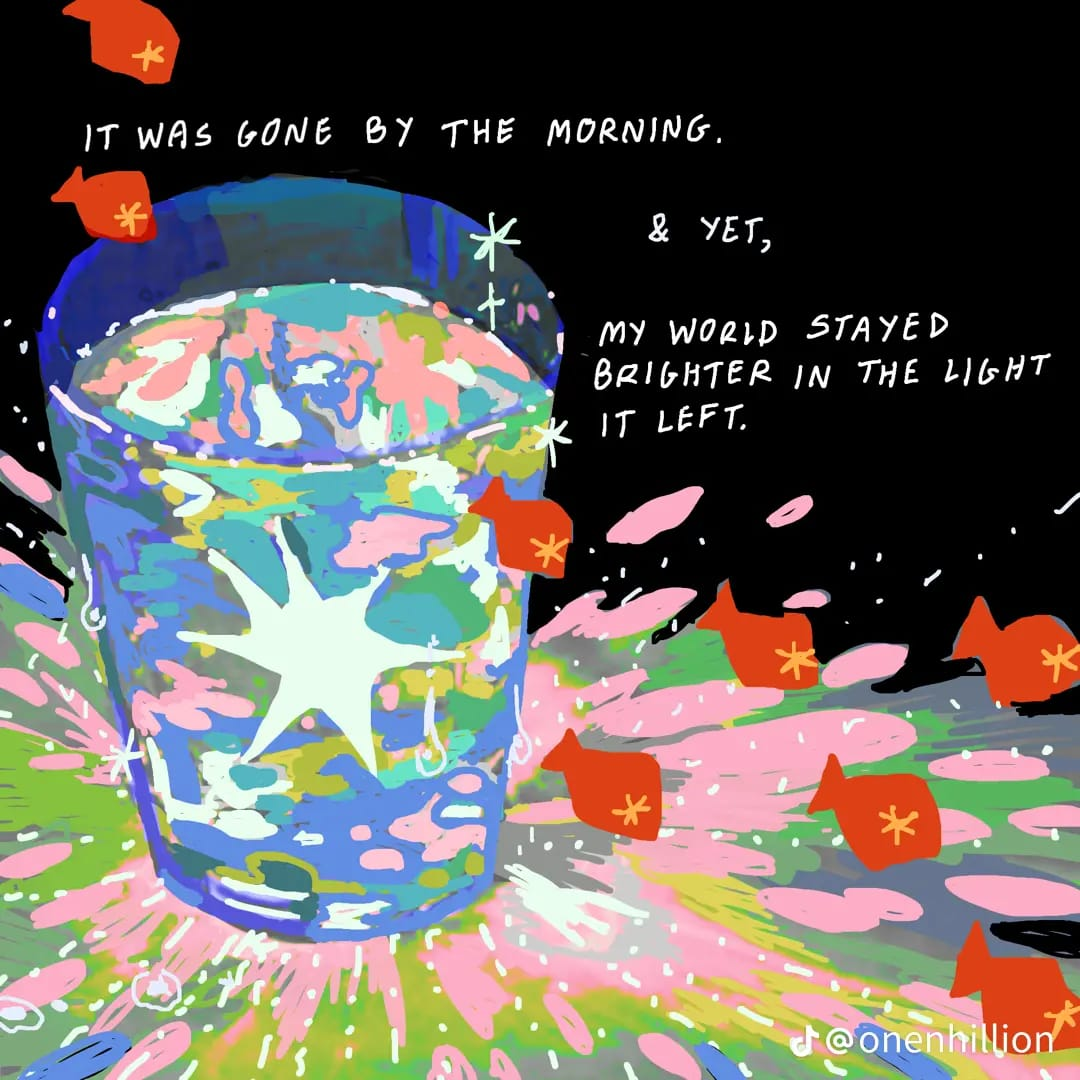 IT WAS GONE BY THE MORNING.
& YET,
MY WORLD STAYED
BRIGHTER IN THE LIGHT
IT LEFT.
@onenhillion